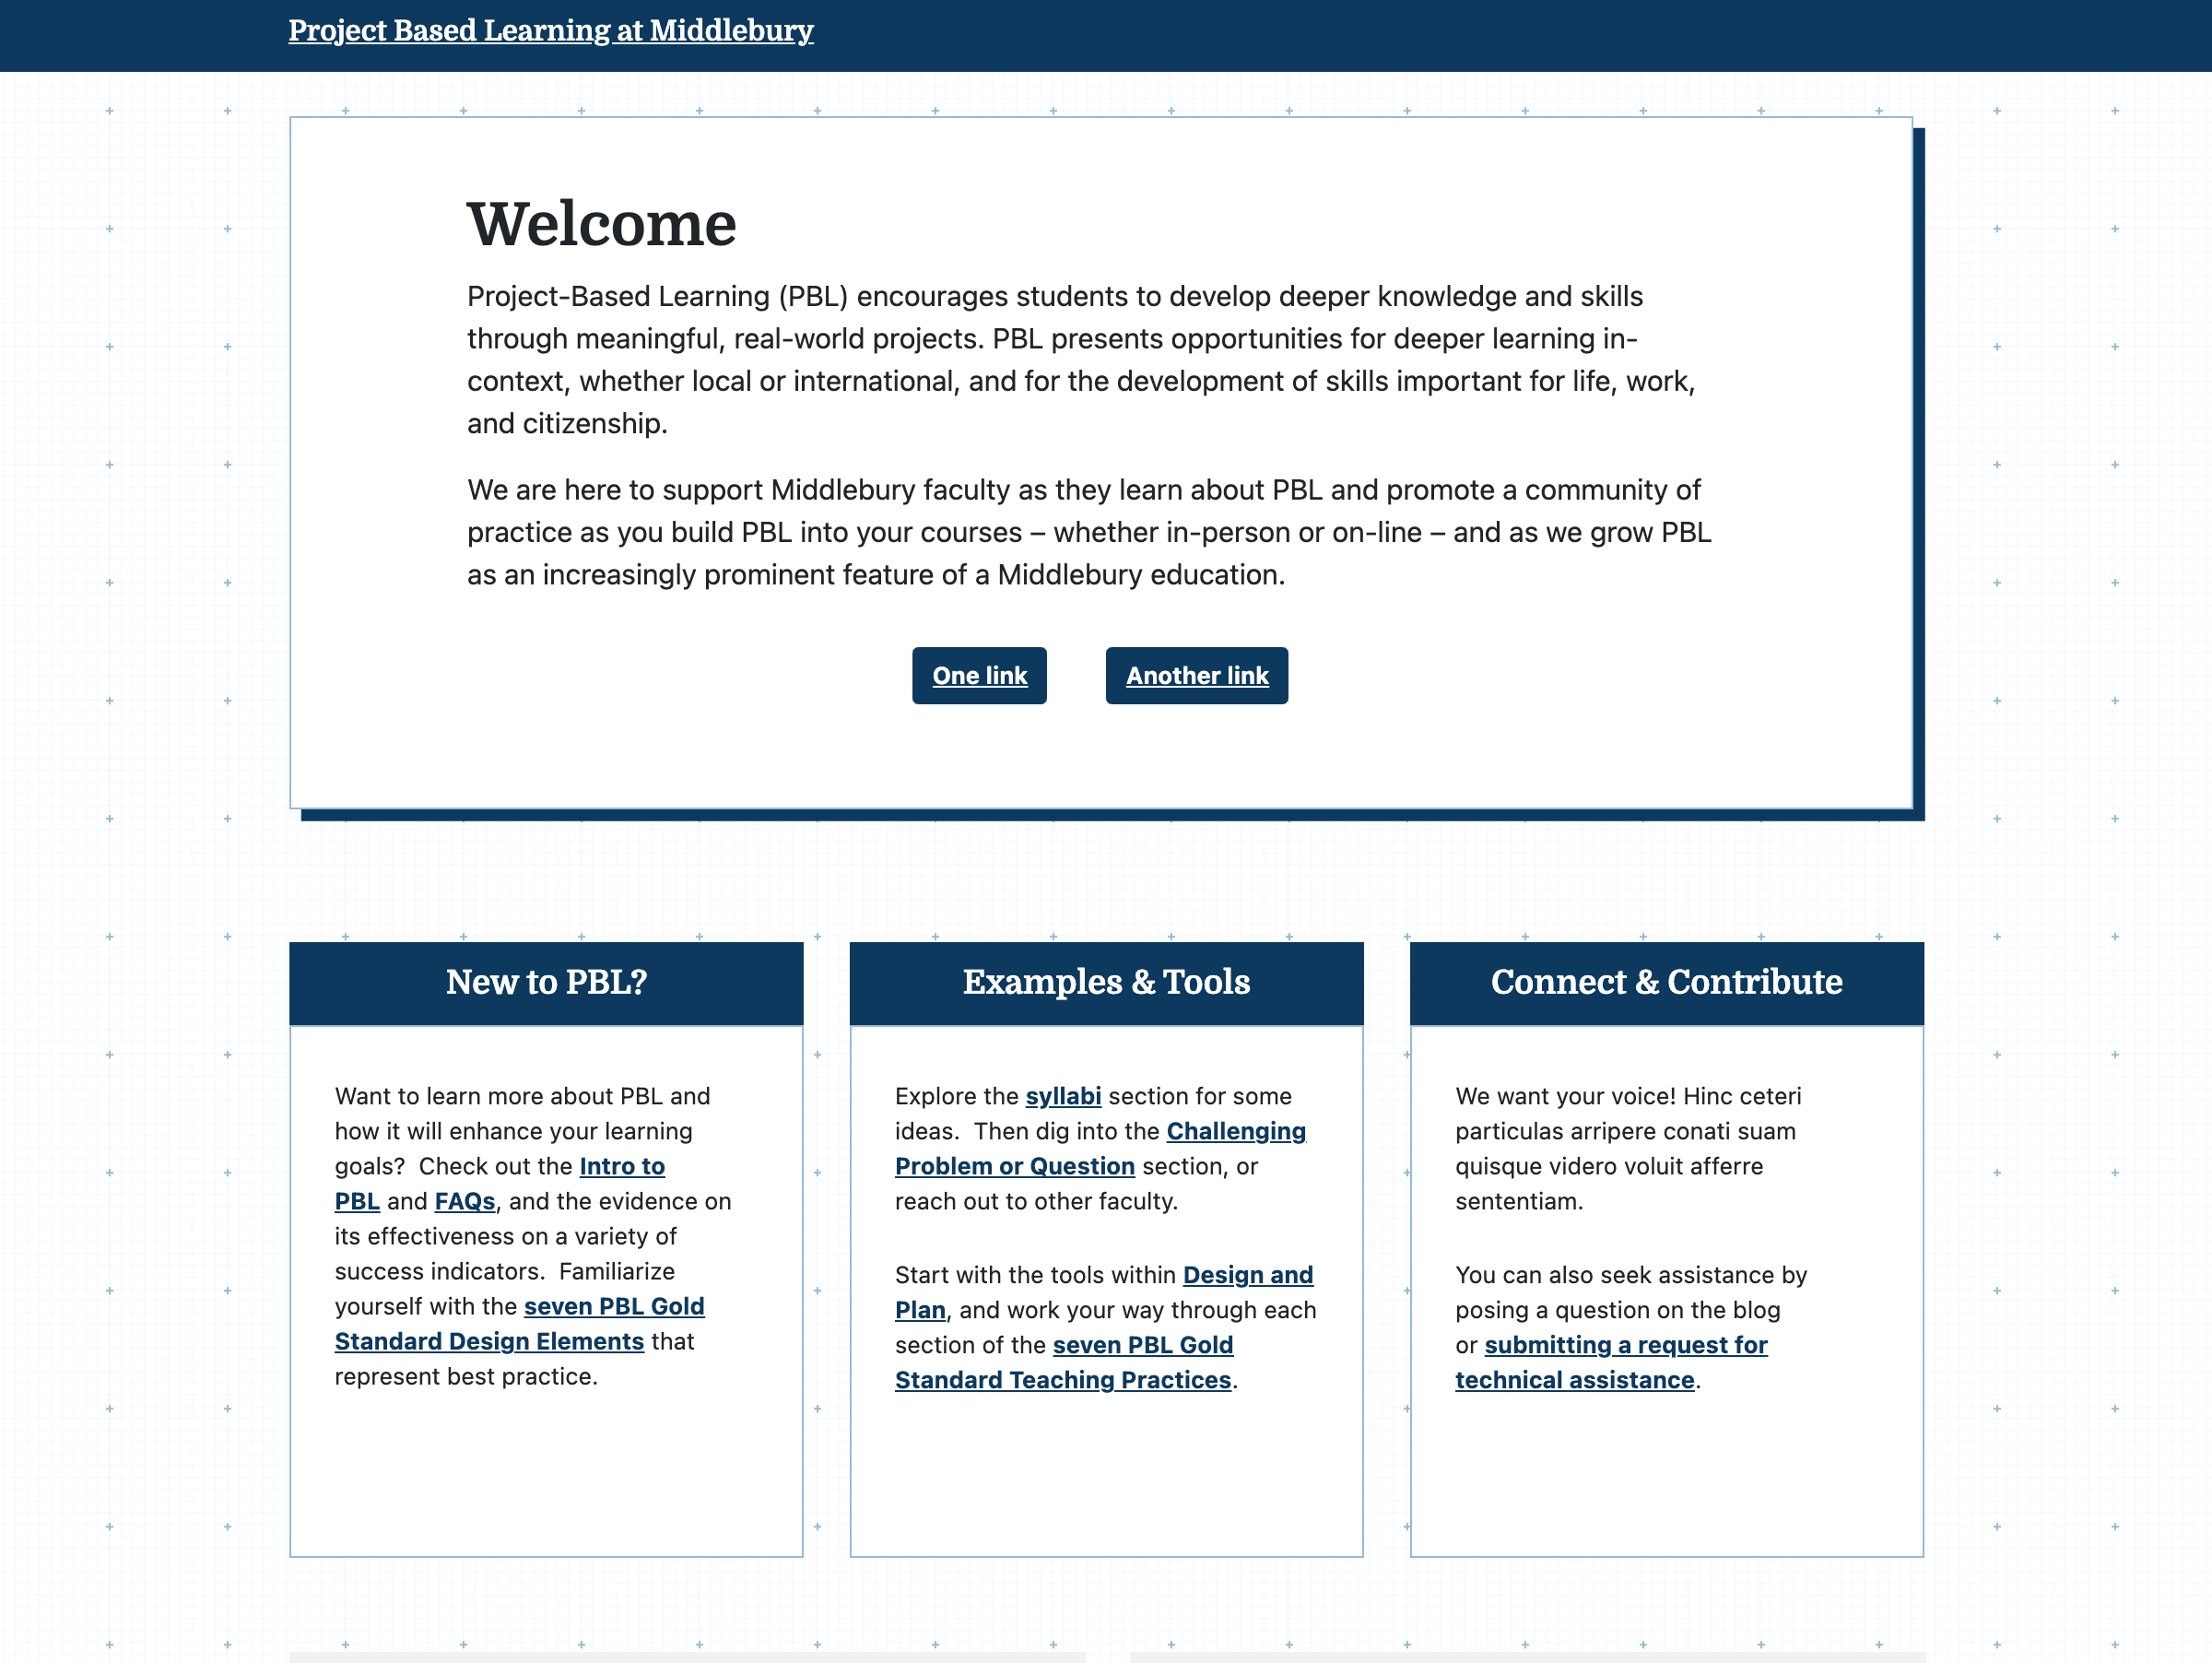 Project Based Learning at Middlebury
Welcome
Project-Based Learning (PBL) encourages students to develop deeper knowledge and skills
through meaningful, real-world projects. PBL presents opportunities for deeper learning in-
context, whether local or international, and for the development of skills important for life, work,
and citizenship.
We are here to support Middlebury faculty as they learn about PBL and promote a community of
practice as you build PBL into your courses – whether in-person or on-line – and as we grow PBL
as an increasingly prominent feature of a Middlebury education.
One link
Another link
New to PBL?
Want to learn more about PBL and
how it will enhance your learning
goals?  Check out the Intro to
PBL and FAQs, and the evidence on
its effectiveness on a variety of
success indicators.  Familiarize
yourself with the seven PBL Gold
Standard Design Elements that
represent best practice.
Examples & Tools
Explore the syllabi section for some
ideas.  Then dig into the Challenging
Problem or Question section, or
reach out to other faculty.
Start with the tools within Design and
Plan, and work your way through each
section of the seven PBL Gold
Standard Teaching Practices.
Connect & Contribute
We want your voice! Hinc ceteri
particulas arripere conati suam
quisque videro voluit afferre
sententiam.
You can also seek assistance by
posing a question on the blog
or submitting a request for
technical assistance.